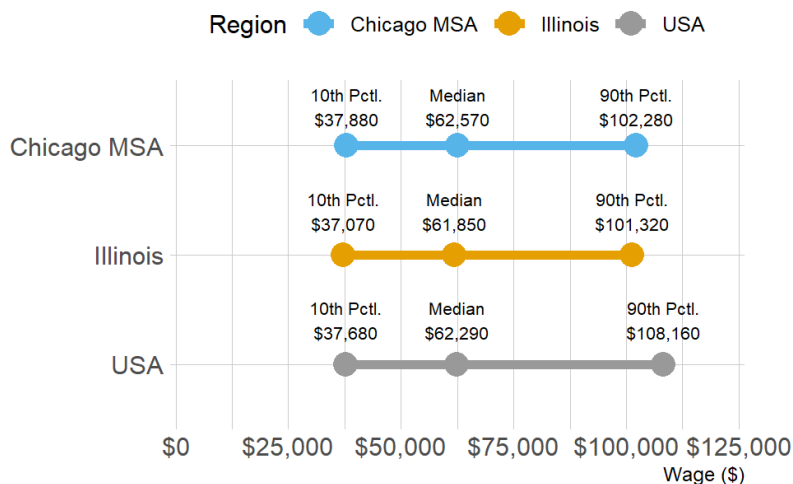 Region Chicago MSA Illinois USA
10th Pctl. Median 90th Pctl.
$37,880 $62,570 $102,280
Chicago MSA
10th Pctl. Median 90th Pctl.
$37,070 $61,850 $101,320
Illinois
10th Pctl. Median 90th Pctl.
$37,680 $62,290 $108,160
USA
$0 $25,000 $50,000 $75,000 $100,000 $125,000
Wage ($)